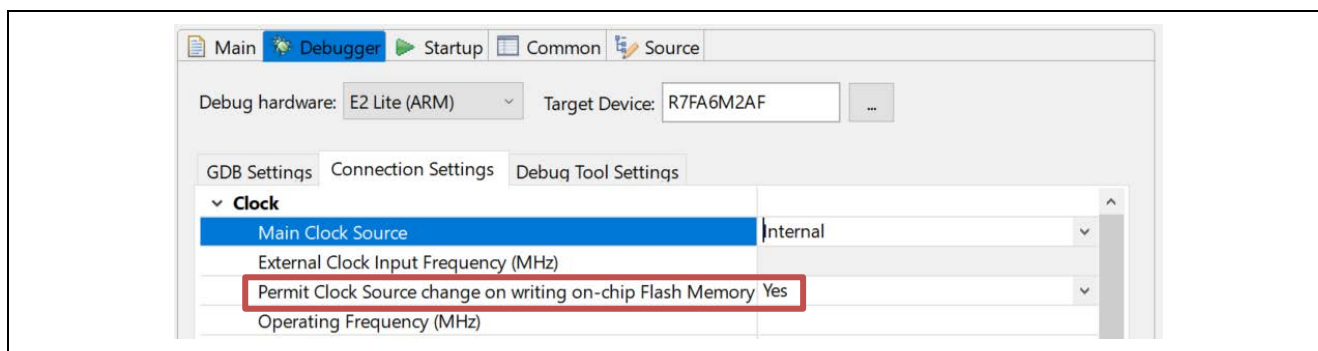 Main Debugger Startup Common Source
Debug hardware: E2 Lite (ARM) Target Device: R7FA6M2AF ...
GDB Settings Connection Settings Debug Tool Settings
Clock
Main Clock Source Internal
External Clock Input Frequency (MHz)
Permit Clock Source change on writing on-chip Flash Memory Yes
Operating Frequency (MHz)